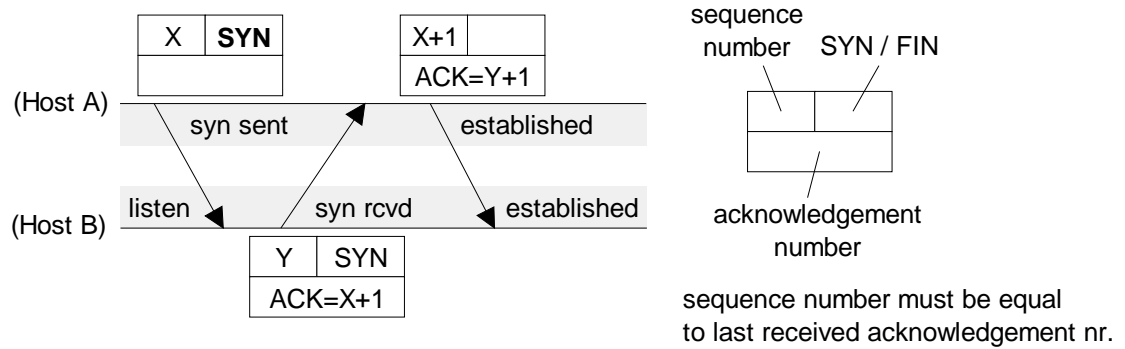 X SYN
X+1
ACK=Y+1
(Host A)
syn sent
established
listen
syn rcvd
established
(Host B)
Y SYN
ACK=X+1
sequence
number
SYN / FIN
acknowledgement
number
sequence number must be equal
to last received acknowledgement nr.